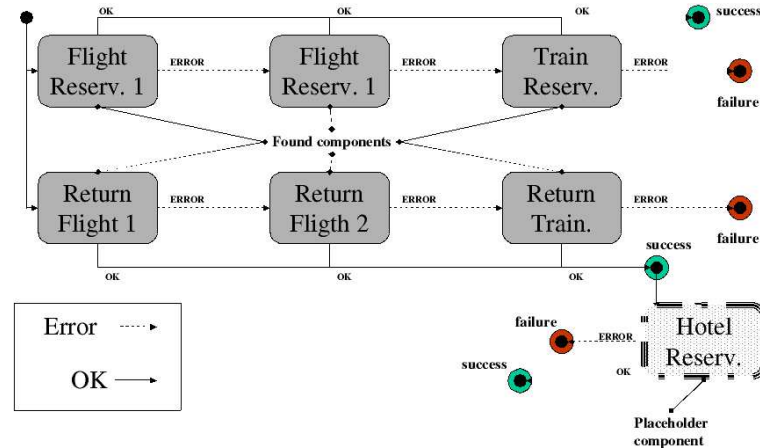 OK
OK
success
Flight
Reserv. 1
ERROR
Flight
Reserv. 1
ERROR
Train
Reserv.
ERROR
failure
Found components
Return
Flight 1
ERROR
Return
Fligth 2
ERROR
Return
Train.
ERROR
failure
success
OK
OK
OK
Error
OK
failure
ERROR
Hotel
Reserv.
success
OK
Placeholder
component